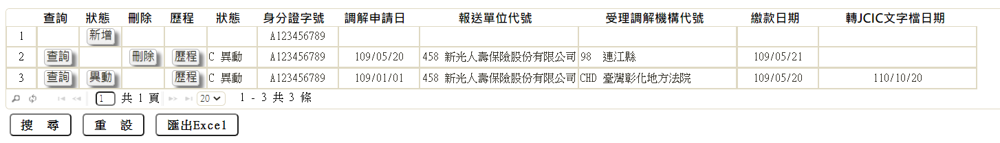 查詢 狀態 刪除 歷程 狀態 身分證字號 調解申請日 報送單位代號 受理調解機構代號 繳款日期 轉JCIC文字檔日期
1 新增 A123456789
2 查詢 刪除 歷程 C 異動 A123456789 109/05/20 458 新光人壽保險股份有限公司 98 連江縣 109/05/21
3 查詢 異動 歷程 C 異動 A123456789 109/01/01 458 新光人壽保險股份有限公司 CHD 臺灣彰化地方法院 109/05/20 110/10/20
1 共 1 頁 20 1 - 3 共 3 條
搜 尋 重 設 匯出Excel